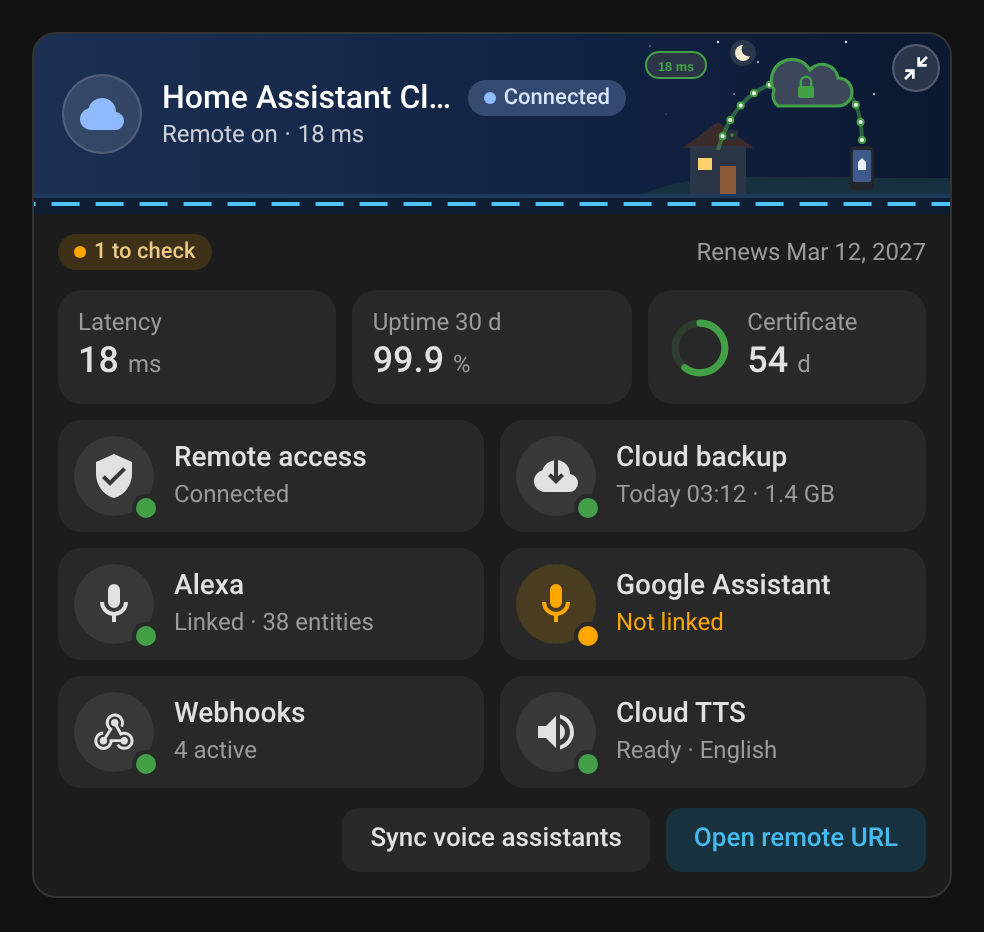 Home Assistant Cl...
Connected
Remote on · 18 ms
18 ms
1 to check
Renews Mar 12, 2027
Latency
18 ms
Uptime 30 d
99.9 %
Certificate
54 d
Remote access
Connected
Cloud backup
Today 03:12 · 1.4 GB
Alexa
Linked · 38 entities
Google Assistant
Not linked
Webhooks
4 active
Cloud TTS
Ready · English
Sync voice assistants
Open remote URL